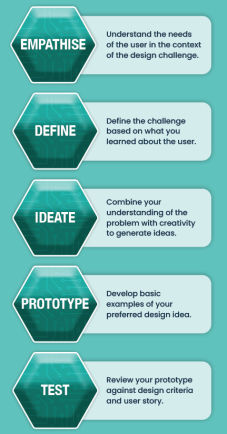 EMPATHISE
Understand the needs
of the user in the context
of the design challenge.
DEFINE
Define the challenge
based on what you
learned about the user.
IDEATE
Combine your
understanding of the
problem with creativity
to generate ideas.
PROTOTYPE
Develop basic
examples of your
preferred design idea.
TEST
Review your prototype
against design criteria
and user story.